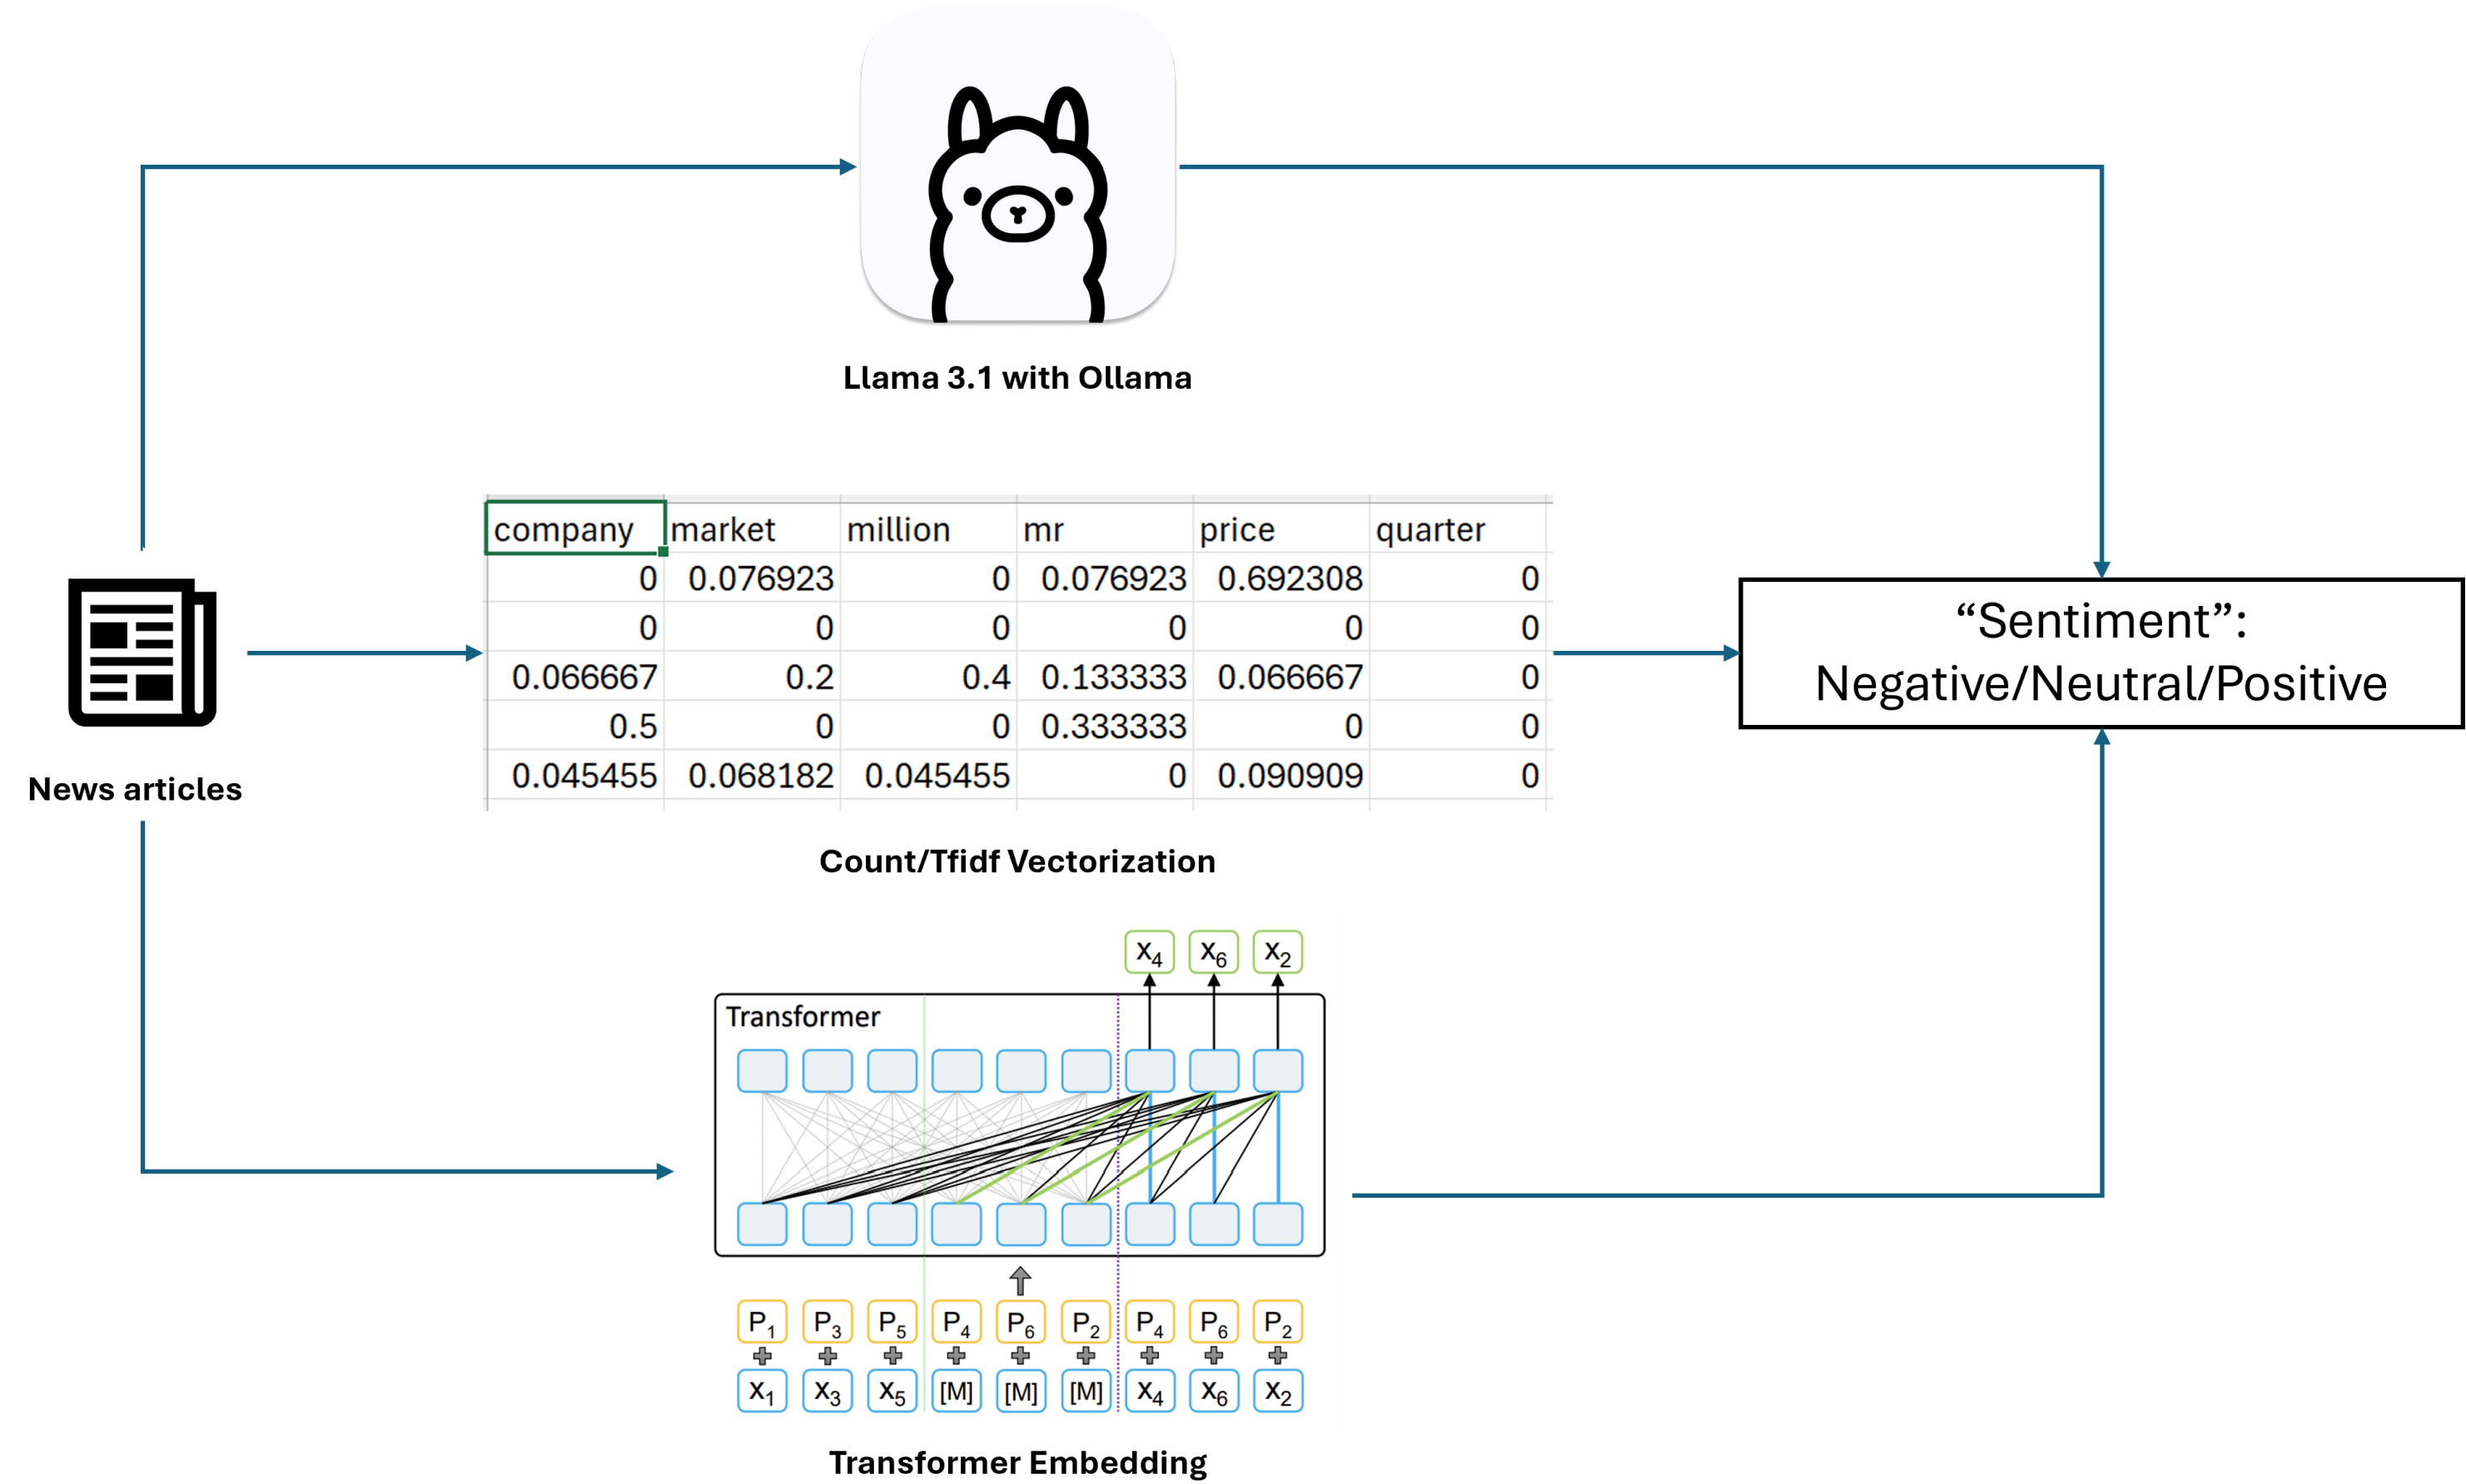 Llama 3.1 with Ollama
company market million mr price quarter
0 0.076923 0 0.076923 0.692308 0
0 0 0 0 0 0
0.066667 0.2 0.4 0.133333 0.066667 0
0.5 0 0 0.333333 0 0
0.045455 0.068182 0.045455 0 0.090909 0
Count/Tfidf Vectorization
News articles
“Sentiment”:
Negative/Neutral/Positive
x4 x6 x2
Transformer
P1 P3 P5 P4 P6 P2 P4 P6 P2
x1 x3 x5 [M] [M] [M] x4 x6 x2
Transformer Embedding